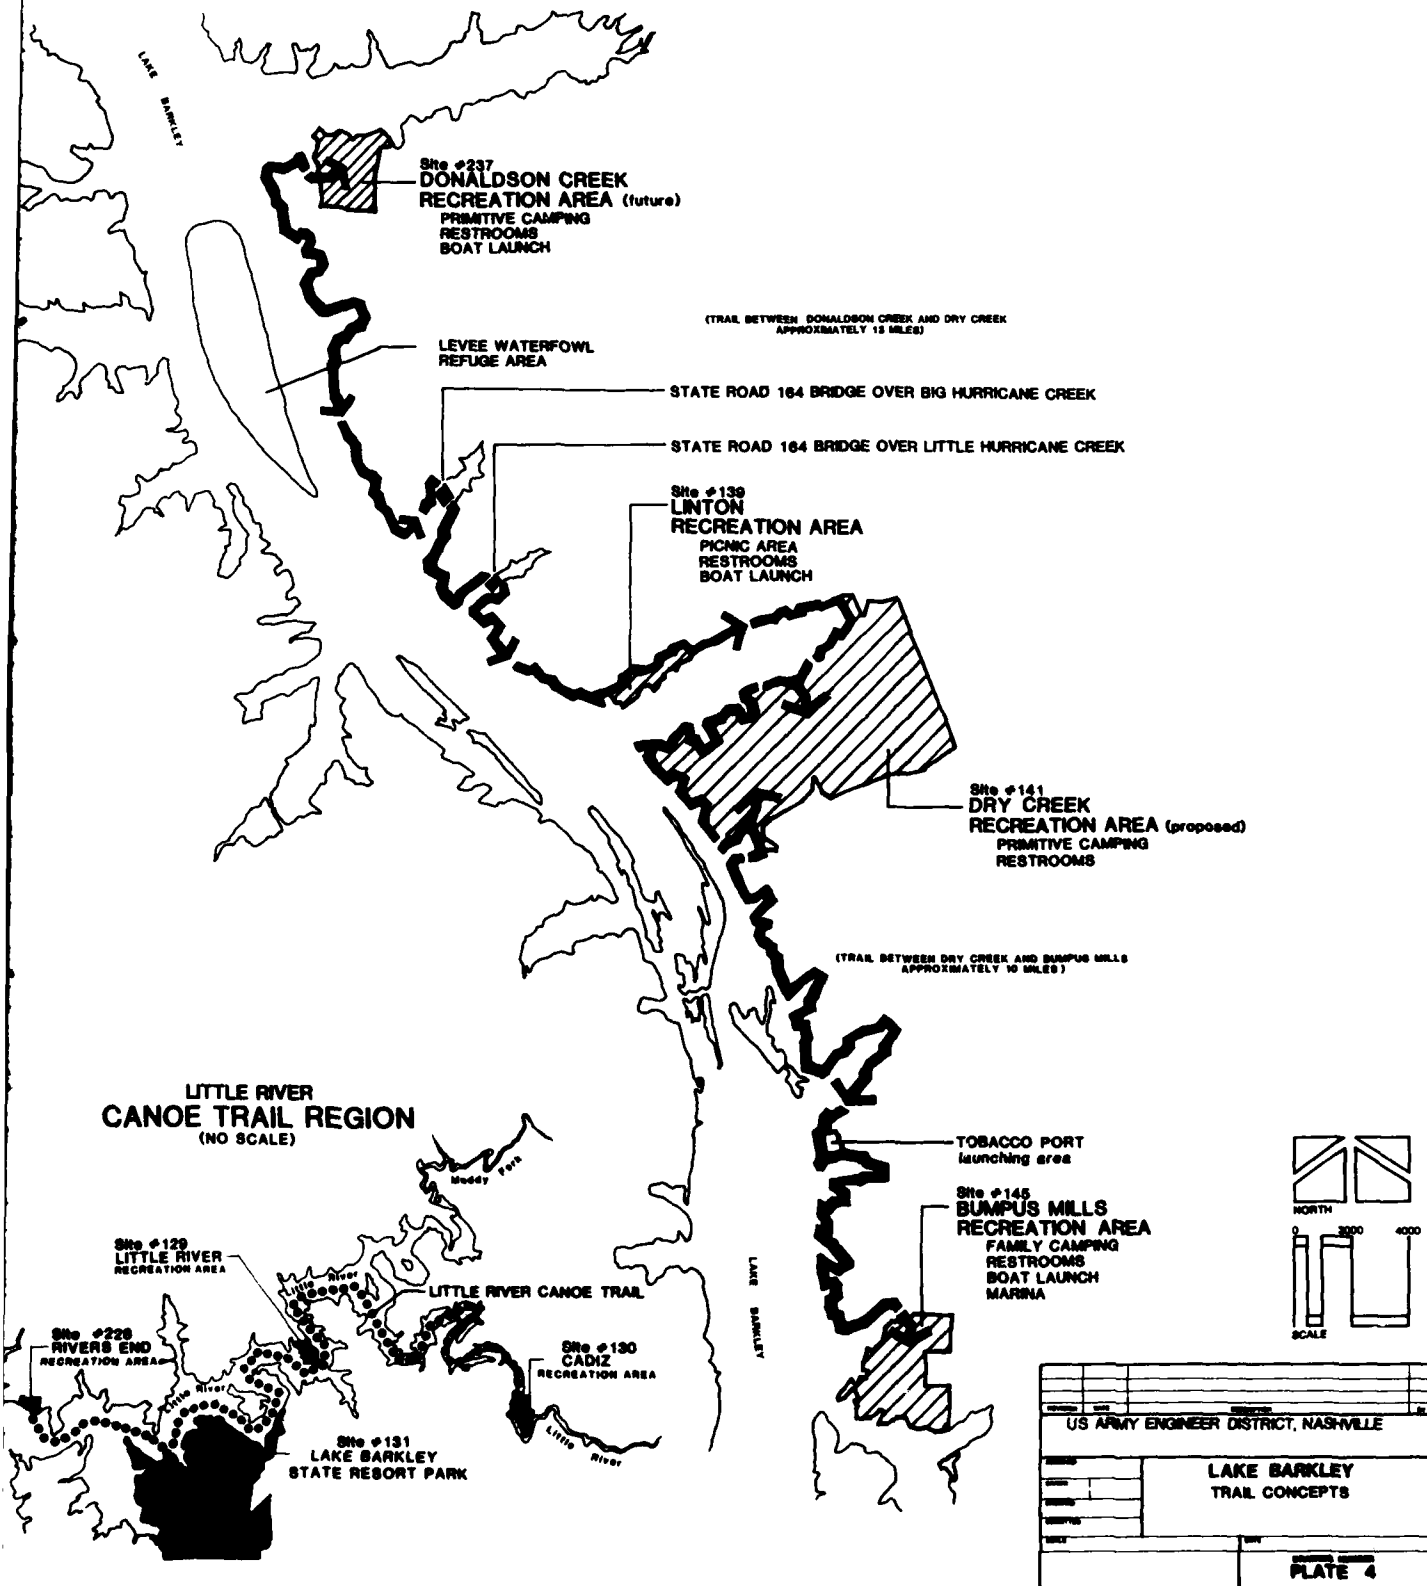 LAKE BARKLEY
Site #237
DONALDSON CREEK
RECREATION AREA (future)
PRIMITIVE CAMPING
RESTROOMS
BOAT LAUNCH
(TRAIL BETWEEN DONALDSON CREEK AND DRY CREEK
APPROXIMATELY 13 MILES)
LEVEE WATERFOWL
REFUGE AREA
STATE ROAD 164 BRIDGE OVER BIG HURRICANE CREEK
STATE ROAD 164 BRIDGE OVER LITTLE HURRICANE CREEK
Site #139
LINTON
RECREATION AREA
PICNIC AREA
RESTROOMS
BOAT LAUNCH
Site #141
DRY CREEK
RECREATION AREA (proposed)
PRIMITIVE CAMPING
RESTROOMS
(TRAIL BETWEEN DRY CREEK AND BUMPUS MILLS
APPROXIMATELY 10 MILES)
LITTLE RIVER
CANOE TRAIL REGION
(NO SCALE)
Muddy Fork
TOBACCO PORT
launching area
Site #145
BUMPUS MILLS
RECREATION AREA
FAMILY CAMPING
RESTROOMS
BOAT LAUNCH
MARINA
NORTH
0 2000 4000
SCALE
Site #129
LITTLE RIVER
RECREATION AREA
Little River
LITTLE RIVER CANOE TRAIL
LAKE BARKLEY
Site #228
RIVERS END
RECREATION AREA
Site #130
CADIZ
RECREATION AREA
Little River
Little River
Site #131
LAKE BARKLEY
STATE RESORT PARK
US ARMY ENGINEER DISTRICT, NASHVILLE
LAKE BARKLEY
TRAIL CONCEPTS
PLATE 4